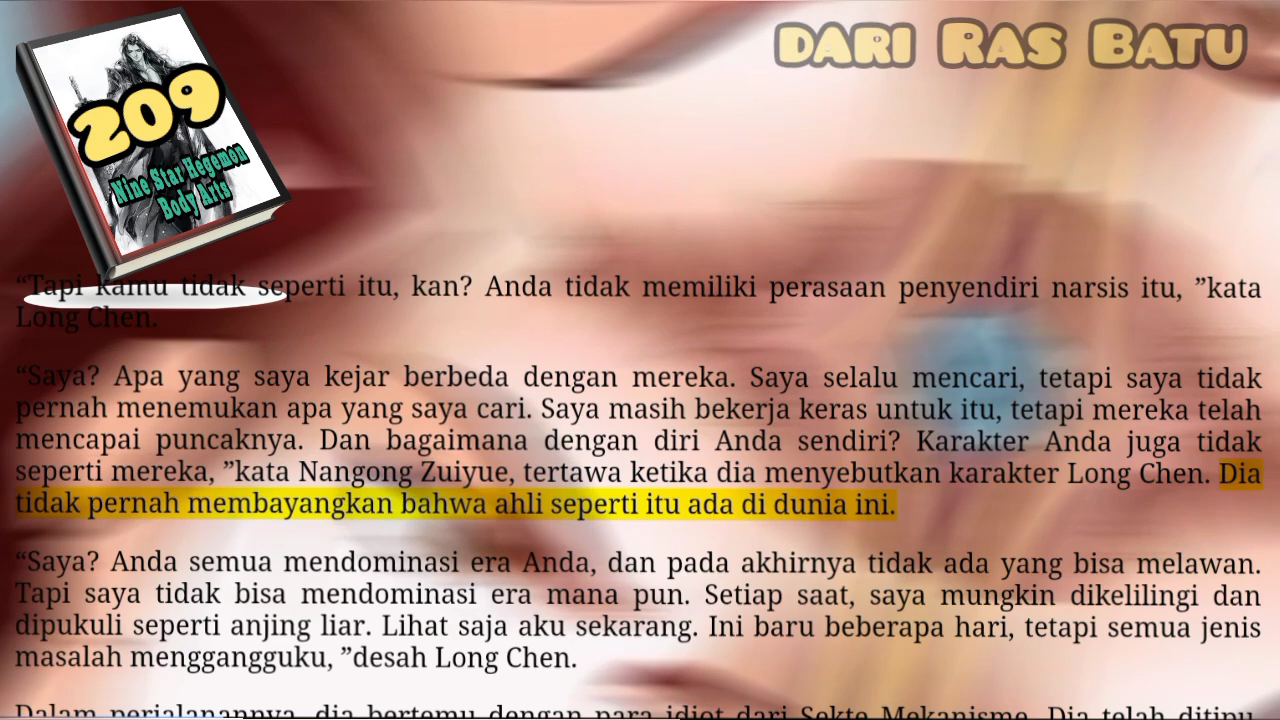 DARI RAS BATU
209
Nine Star Hegemon
Body Arts
“Tapi kamu tidak seperti itu, kan? Anda tidak memiliki perasaan penyendiri narsis itu, ”kata
Long Chen.
“Saya? Apa yang saya kejar berbeda dengan mereka. Saya selalu mencari, tetapi saya tidak
pernah menemukan apa yang saya cari. Saya masih bekerja keras untuk itu, tetapi mereka telah
mencapai puncaknya. Dan bagaimana dengan diri Anda sendiri? Karakter Anda juga tidak
seperti mereka, ”kata Nangong Zuiyue, tertawa ketika dia menyebutkan karakter Long Chen. Dia
tidak pernah membayangkan bahwa ahli seperti itu ada di dunia ini.
“Saya? Anda semua mendominasi era Anda, dan pada akhirnya tidak ada yang bisa melawan.
Tapi saya tidak bisa mendominasi era mana pun. Setiap saat, saya mungkin dikelilingi dan
dipukuli seperti anjing liar. Lihat saja aku sekarang. Ini baru beberapa hari, tetapi semua jenis
masalah menggangguku, ”desah Long Chen.
Dalam perjalanannya, dia bertemu dengan para idiot dari Sekte Mekanisme. Dia telah ditipu,